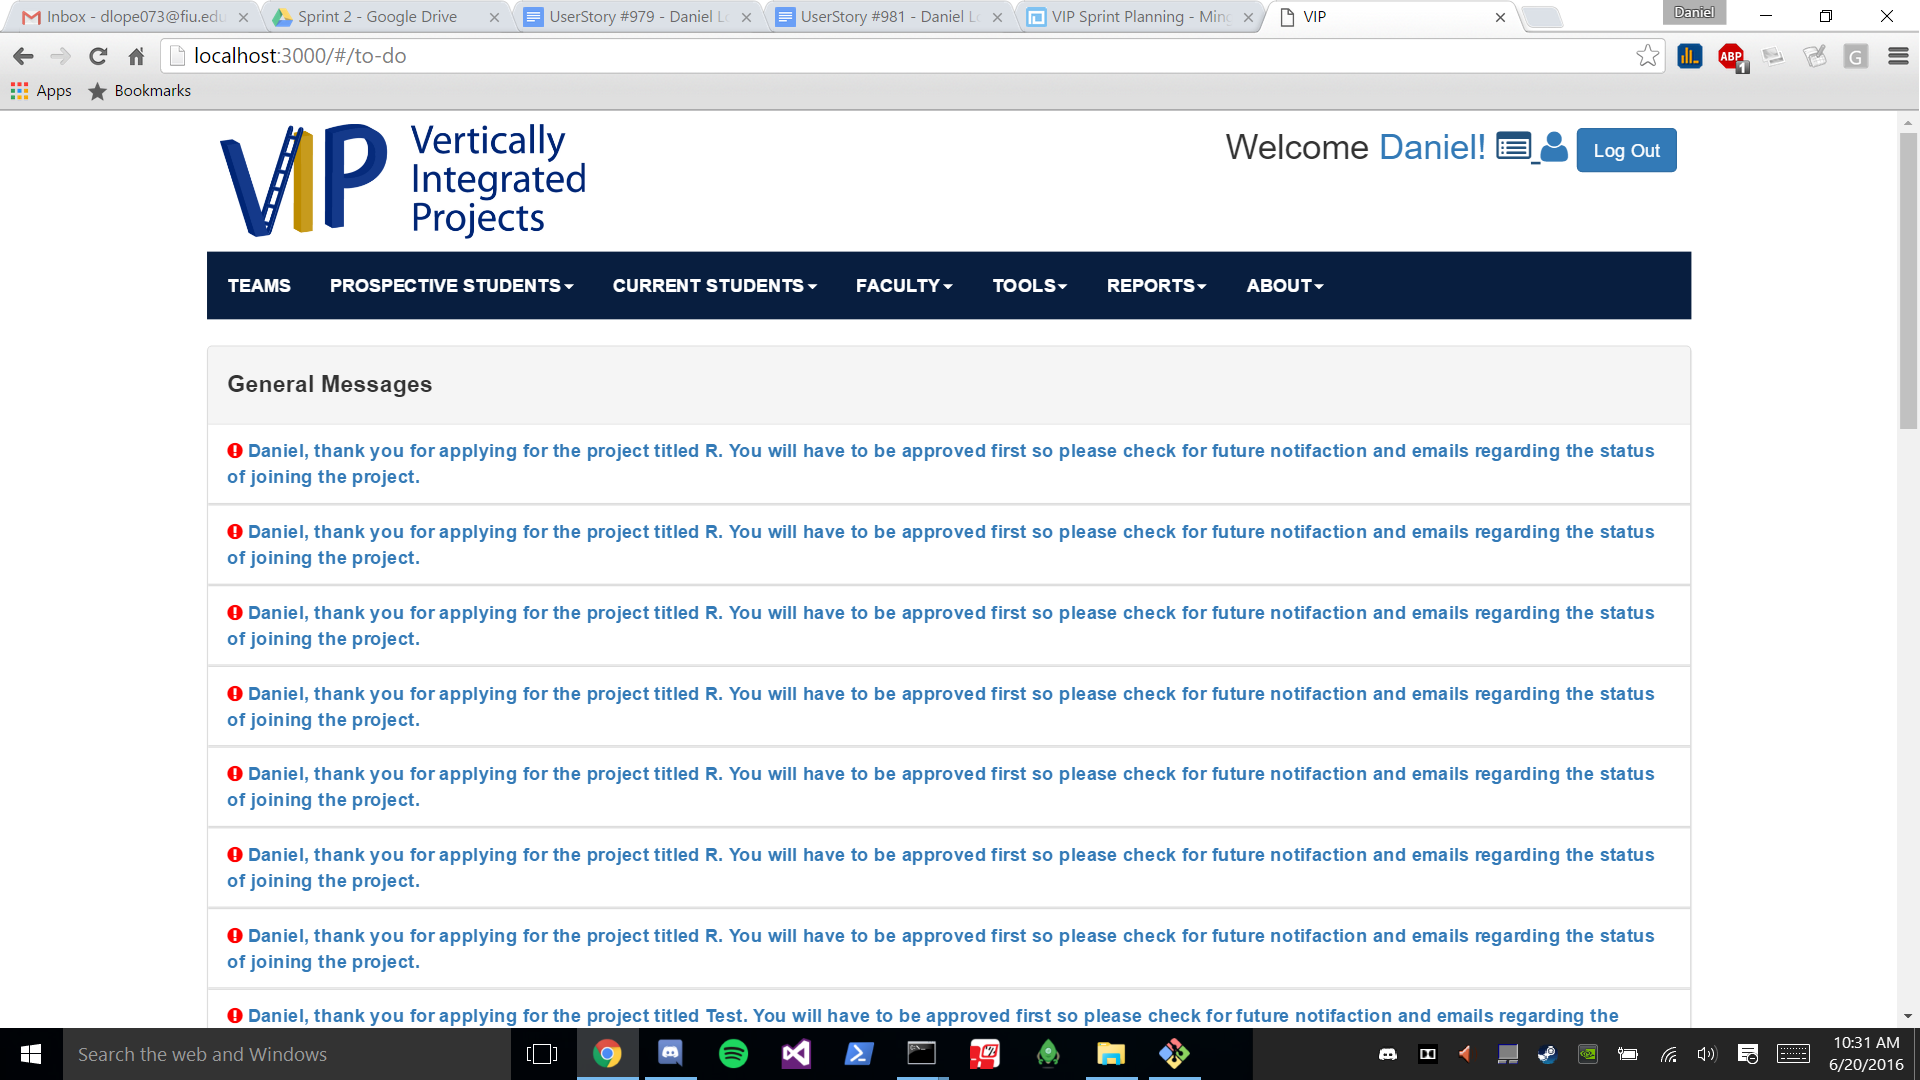 Inbox - dlope073@fiu.edu
Sprint 2 - Google Drive
UserStory #979 - Daniel Lo
UserStory #981 - Daniel Lo
VIP Sprint Planning - Ming
VIP
Daniel
localhost:3000/#/to-do
ABP
1
G
Apps
Bookmarks
VIP
Vertically
Integrated
Projects
Welcome Daniel!
Log Out
TEAMS
PROSPECTIVE STUDENTS
CURRENT STUDENTS
FACULTY
TOOLS
REPORTS
ABOUT
General Messages
Daniel, thank you for applying for the project titled R. You will have to be approved first so please check for future notifaction and emails regarding the status
of joining the project.
Daniel, thank you for applying for the project titled R. You will have to be approved first so please check for future notifaction and emails regarding the status
of joining the project.
Daniel, thank you for applying for the project titled R. You will have to be approved first so please check for future notifaction and emails regarding the status
of joining the project.
Daniel, thank you for applying for the project titled R. You will have to be approved first so please check for future notifaction and emails regarding the status
of joining the project.
Daniel, thank you for applying for the project titled R. You will have to be approved first so please check for future notifaction and emails regarding the status
of joining the project.
Daniel, thank you for applying for the project titled R. You will have to be approved first so please check for future notifaction and emails regarding the status
of joining the project.
Daniel, thank you for applying for the project titled R. You will have to be approved first so please check for future notifaction and emails regarding the status
of joining the project.
Daniel, thank you for applying for the project titled Test. You will have to be approved first so please check for future notifaction and emails regarding the
Search the web and Windows
10:31 AM
6/20/2016